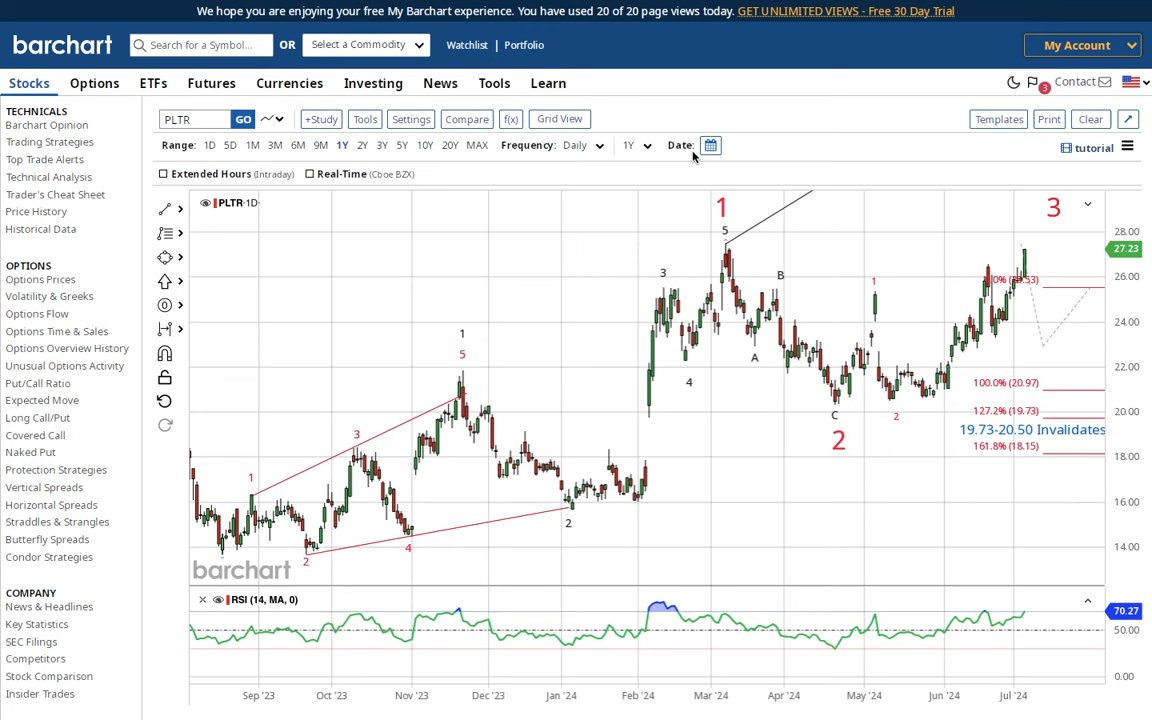 We hope you are enjoying your free My Barchart experience. You have used 20 of 20 page views today. GET UNLIMITED VIEWS - Free 30 Day Trial
barchart Search for a Symbol... OR Select a Commodity Watchlist | Portfolio My Account
Stocks Options ETFs Futures Currencies Investing News Tools Learn 3 Contact
TECHNICALS
Barchart Opinion
Trading Strategies
Top Trade Alerts
Technical Analysis
Trader's Cheat Sheet
Price History
Historical Data
OPTIONS
Options Prices
Volatility & Greeks
Options Flow
Options Time & Sales
Options Overview
Options Overview History
Unusual Options Activity
Put/Call Ratio
Expected Move
Long Call/Put
Covered Call
Naked Put
Protection Strategies
Vertical Spreads
Horizontal Spreads
Straddles & Strangles
Butterfly Spreads
Condor Strategies
COMPANY
News & Headlines
Key Statistics
SEC Filings
Competitors
Stock Comparison
Insider Trades
PLTR GO +Study Tools Settings Compare f(x) Grid View Templates Print Clear
Range: 1D 5D 1M 3M 6M 9M 1Y 2Y 3Y 5Y 10Y 20Y MAX Frequency: Daily 1Y Date: tutorial
Extended Hours (Intraday) Real-Time (Cboe BZX)
PLTR·1D·
1
3
5
28.00
27.23
3
B
1
26.00
24.00
1
5
A
4
22.00
100.0% (20.97)
20.00
127.2% (19.73)
C
2
2
19.73-20.50 Invalidates
161.8% (18.15)
3
18.00
1
16.00
2
14.00
4
2
barchart
RSI (14, MA, 0)
70.27
50.00
0.00
Sep '23 Oct '23 Nov '23 Dec '23 Jan '24 Feb '24 Mar '24 Apr '24 May '24 Jun '24 Jul '24